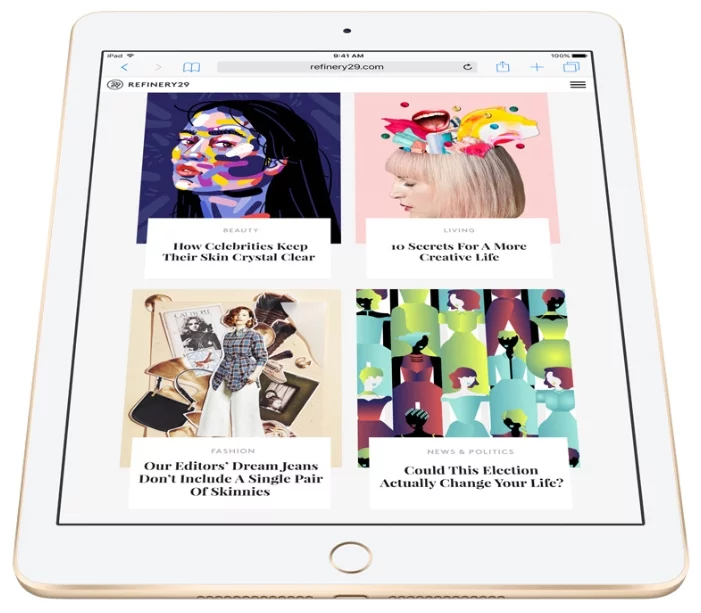 iPad
9:41 AM
100%
refinery29.com
R29 REFINERY29
BEAUTY
How Celebrities Keep
Their Skin Crystal Clear
LIVING
10 Secrets For A More
Creative Life
FASHION
Our Editors’ Dream Jeans
Don’t Include A Single Pair
Of Skinnies
NEWS & POLITICS
Could This Election
Actually Change Your Life?